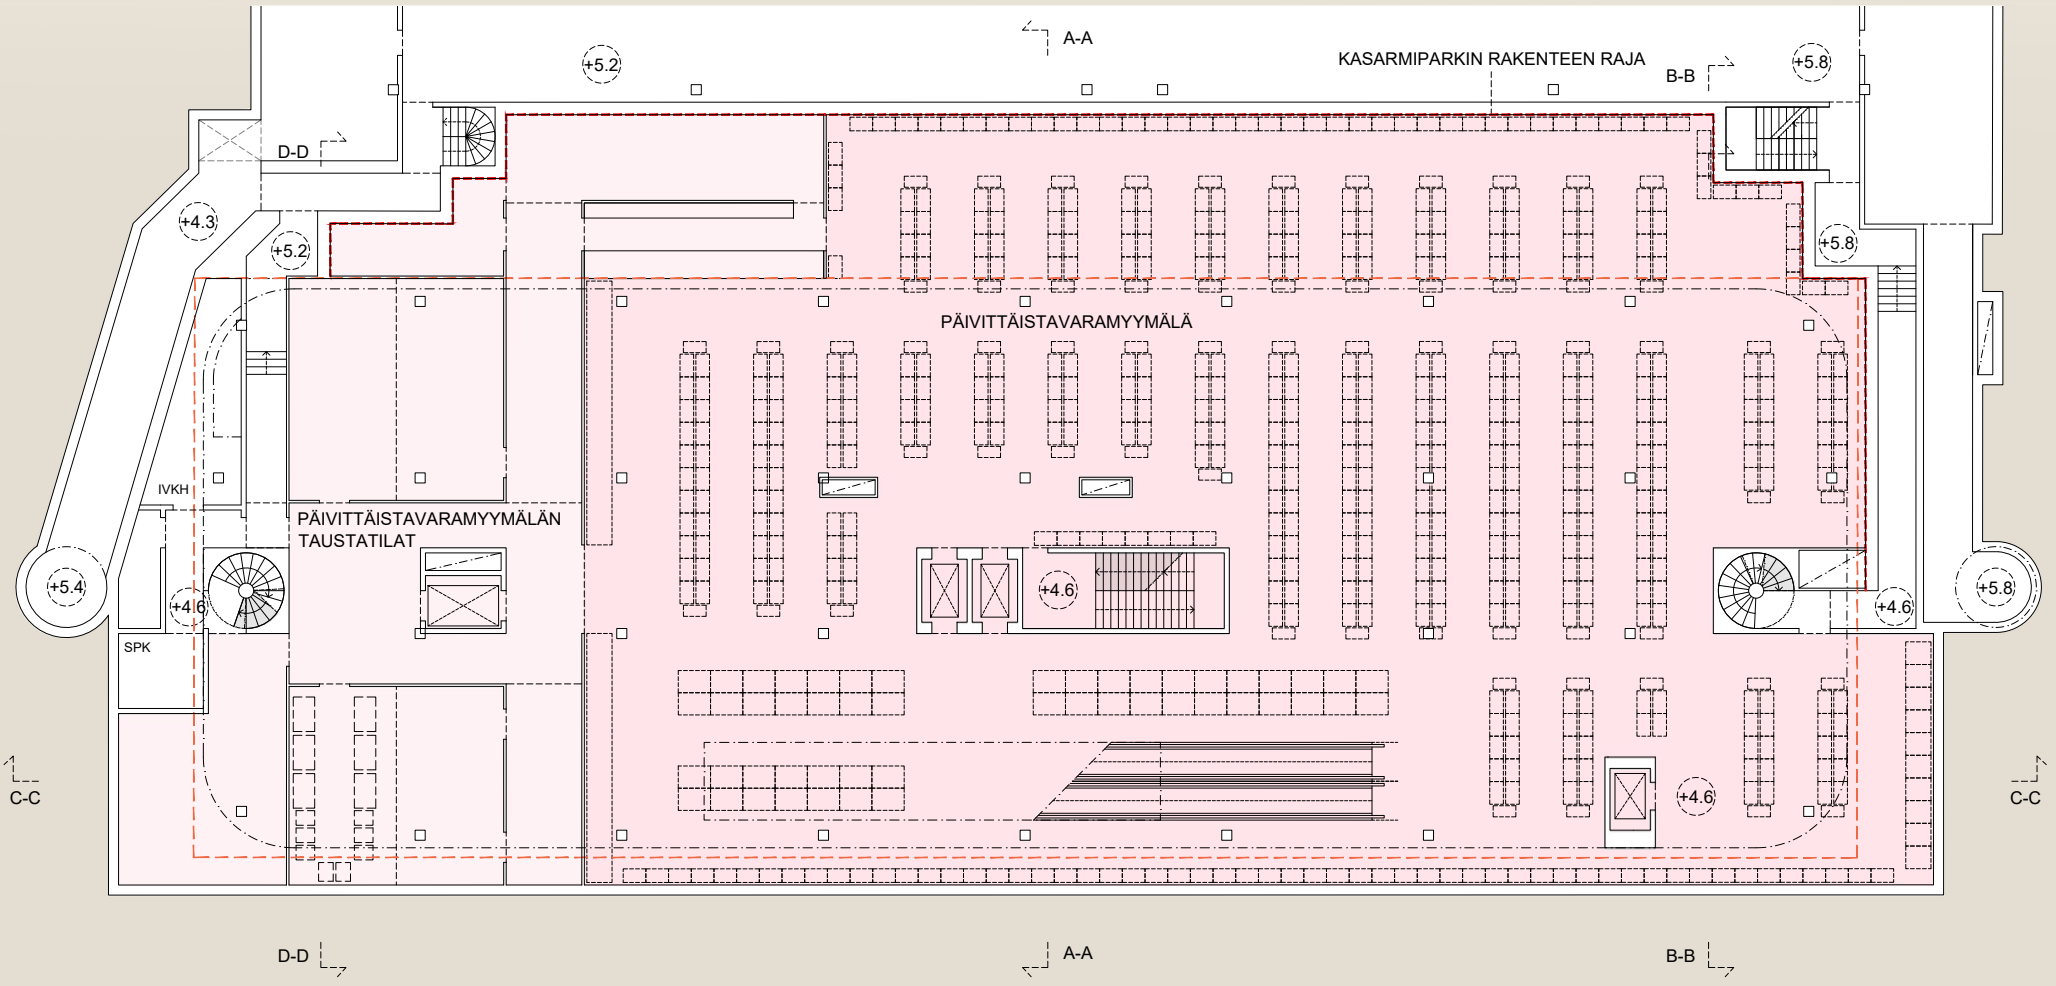 A-A
KASARMIPARKIN RAKENTEEN RAJA
+5.2
B-B
+5.8
D-D
+4.3
+5.2
+5.8
PÄIVITTÄISTAVARAMYYMÄLÄ
IVKH
PÄIVITTÄISTAVARAMYYMÄLÄN
TAUSTATILAT
+5.4
+4.6
+4.6
+4.6
+5.8
SPK
+4.6
C-C
C-C
D-D
A-A
B-B